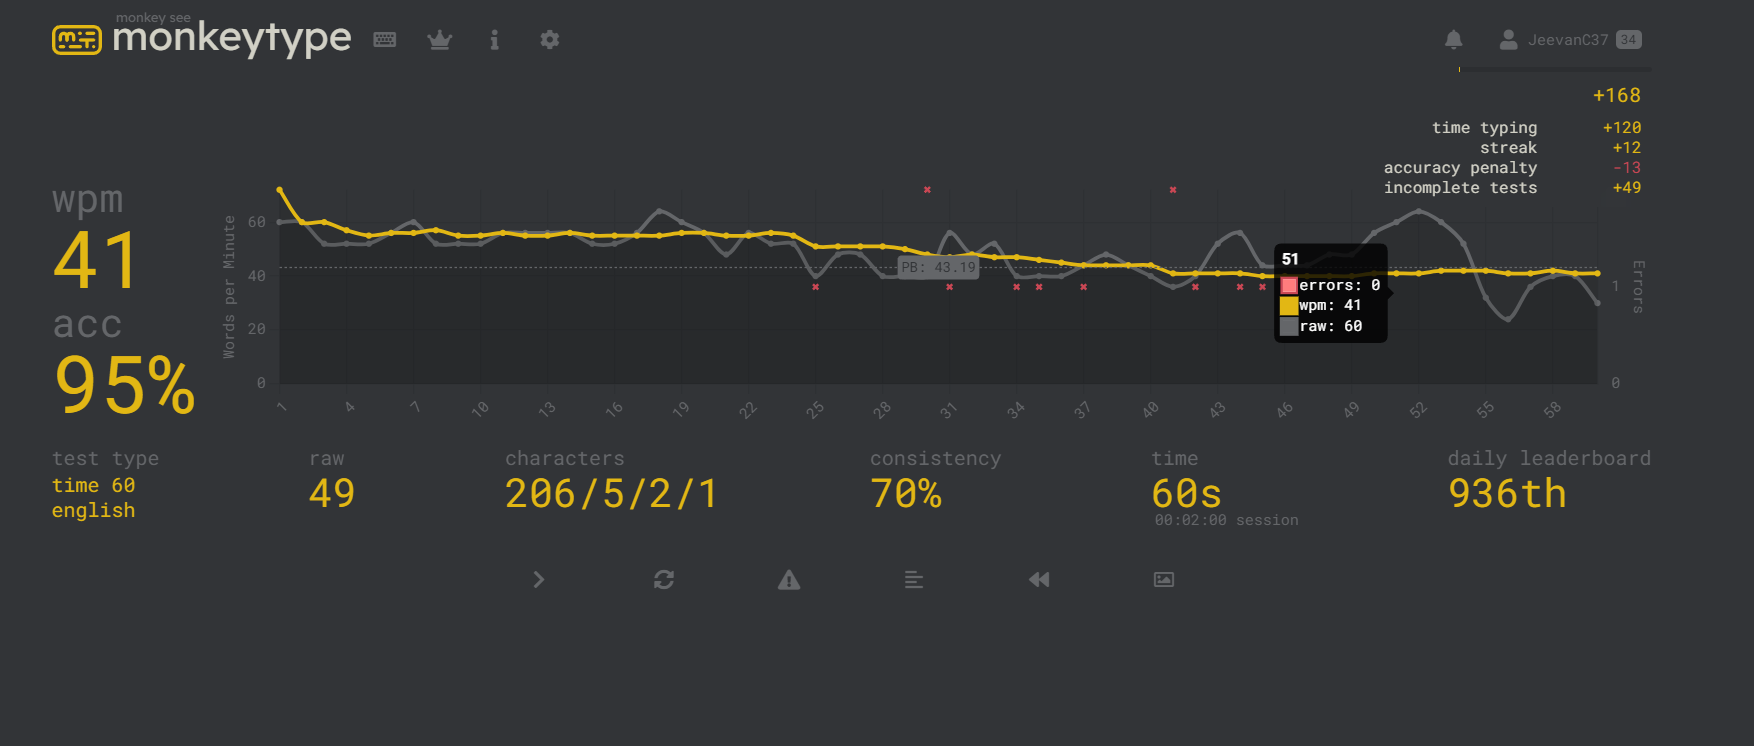 monkey see
monkeytype
JeevanC37 34
+168
time typing +120
streak +12
accuracy penalty -13
incomplete tests +49
wpm
41
acc
95%
Words per Minute
60
40
20
0
PB: 43.19
51
errors: 0
wpm: 41
raw: 60
Errors
1
0
1 4 7 10 13 16 19 22 25 28 31 34 37 40 43 46 49 52 55 58
test type
time 60
english
raw
49
characters
206/5/2/1
consistency
70%
time
60s
00:02:00 session
daily leaderboard
936th